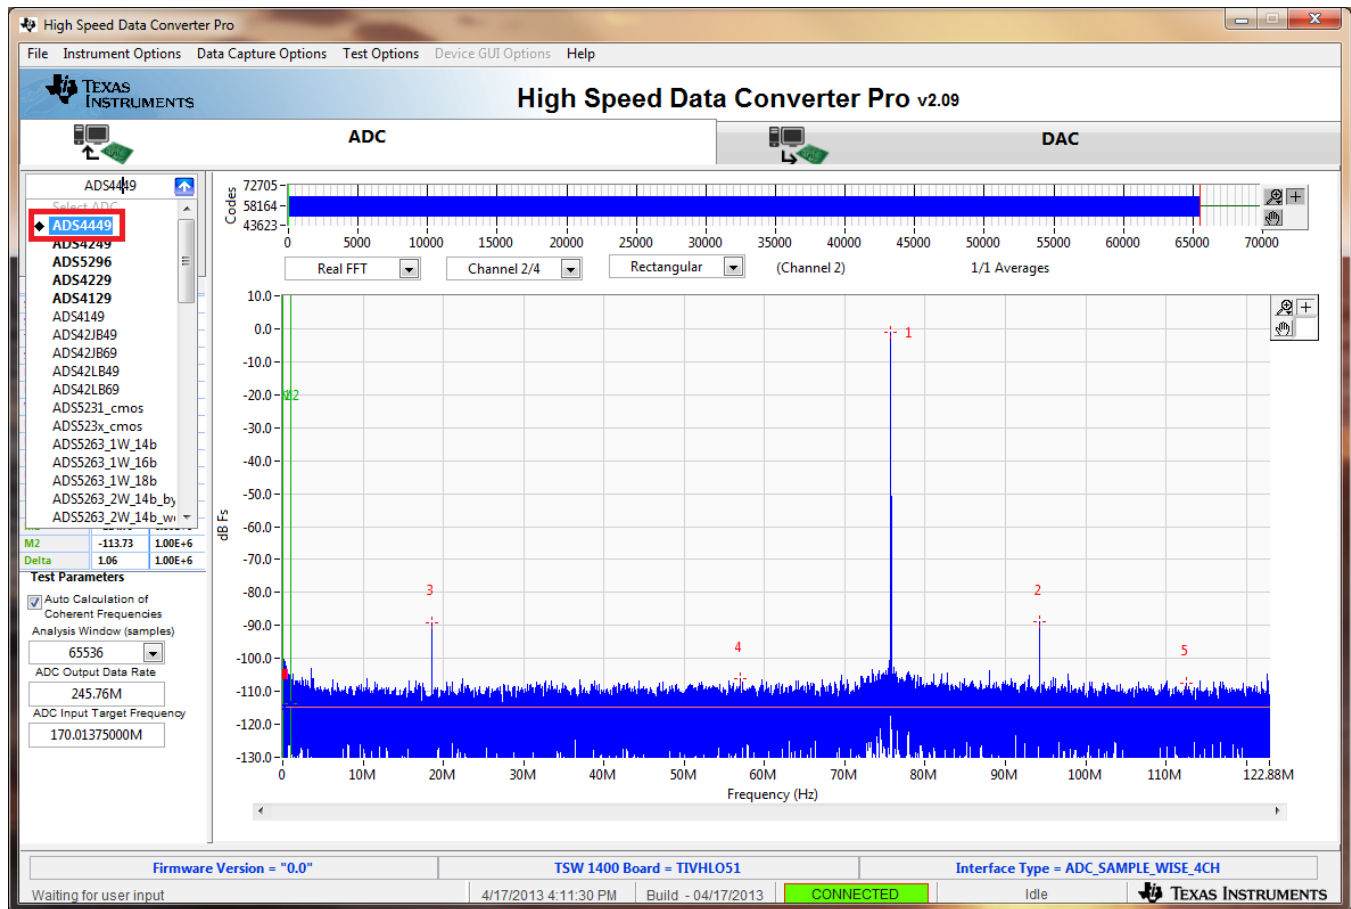 High Speed Data Converter Pro
File Instrument Options Data Capture Options Test Options Device GUI Options Help
TEXAS INSTRUMENTS
High Speed Data Converter Pro v2.09
ADC
DAC
ADS4449
Select ADC
ADS4449
ADS4249
ADS5296
ADS4229
ADS4129
ADS4149
ADS42JB49
ADS42JB69
ADS42LB49
ADS42LB69
ADS5231_cmos
ADS523x_cmos
ADS5263_1W_14b
ADS5263_1W_16b
ADS5263_1W_18b
ADS5263_2W_14b_by
ADS5263_2W_14b_w
M2 -113.73 1.00E+6
Delta 1.06 1.00E+6
Test Parameters
Auto Calculation of
Coherent Frequencies
Analysis Window (samples)
65536
ADC Output Data Rate
245.76M
ADC Input Target Frequency
170.01375000M
Codes
72705
58164
43623
0 5000 10000 15000 20000 25000 30000 35000 40000 45000 50000 55000 60000 65000 70000
Real FFT Channel 2/4 Rectangular (Channel 2) 1/1 Averages
dB Fs
10.0
0.0
-10.0
-20.0
-30.0
-40.0
-50.0
-60.0
-70.0
-80.0
-90.0
-100.0
-110.0
-120.0
-130.0
1
2
3
4
5
0 10M 20M 30M 40M 50M 60M 70M 80M 90M 100M 110M 122.88M
Frequency (Hz)
Firmware Version = "0.0" TSW 1400 Board = TIVHLO51 Interface Type = ADC_SAMPLE_WISE_4CH
Waiting for user input 4/17/2013 4:11:30 PM Build - 04/17/2013 CONNECTED Idle TEXAS INSTRUMENTS